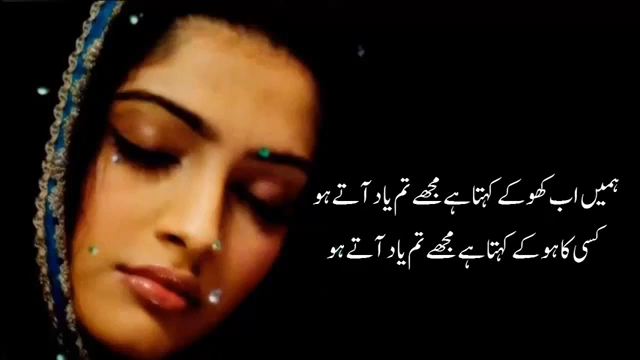 ہمیں اب کھو کے کہتا ہے مجھے تم یاد آتے ہو
کسی کا ہو کے کہتا ہے مجھے تم یاد آتے ہو